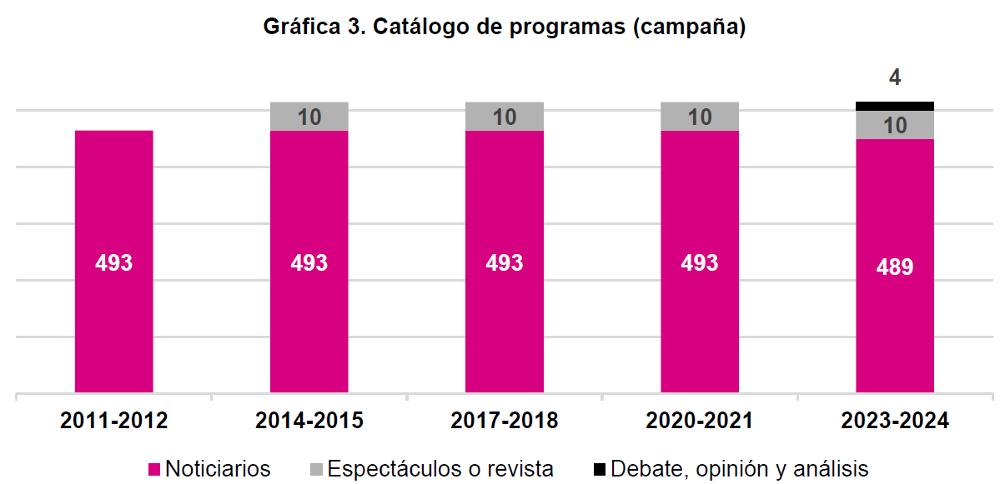 Gráfica 3. Catálogo de programas (campaña)
4
10 10 10 10
493 493 493 493 489
2011-2012 2014-2015 2017-2018 2020-2021 2023-2024
Noticiarios Espectáculos o revista Debate, opinión y análisis